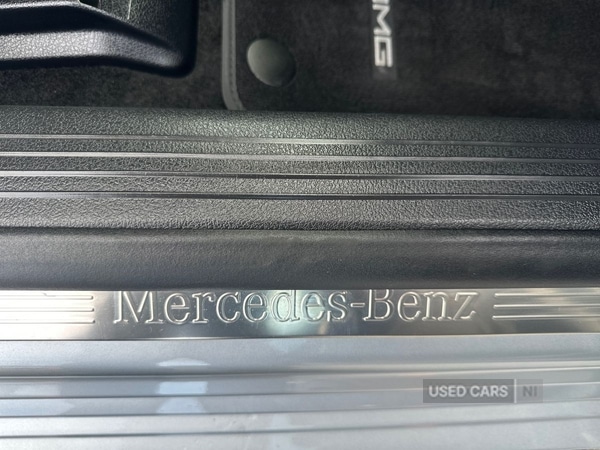 AMG
Mercedes-Benz
USED CARS NI